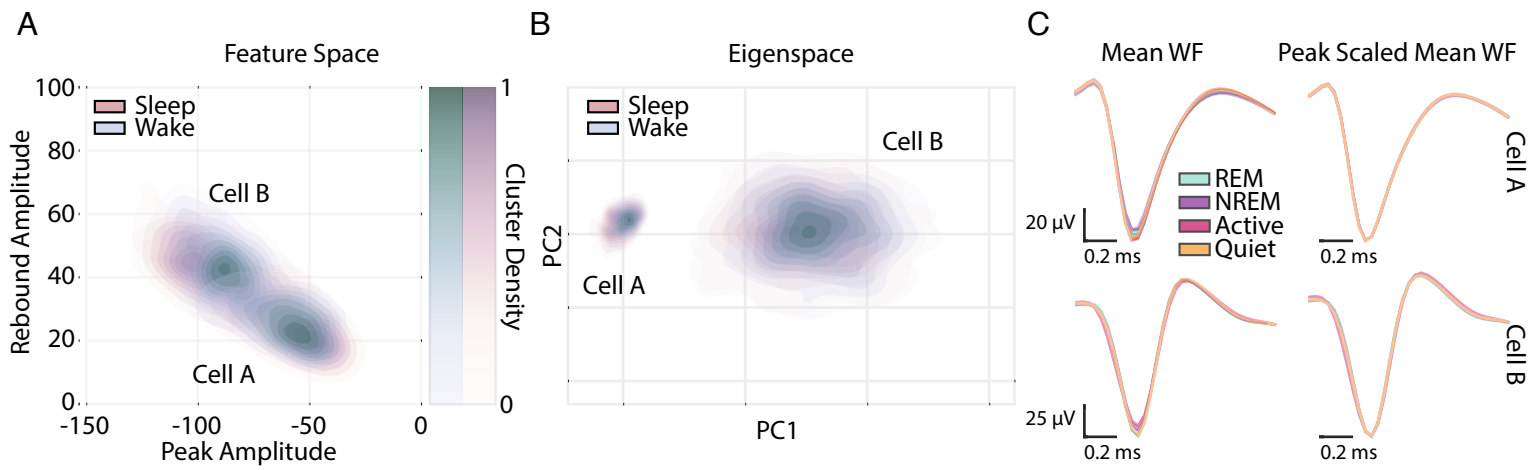 A
Feature Space
Rebound Amplitude
100
80
60
40
20
0
Sleep
Wake
Cell B
Cell A
-150
-100
-50
0
Peak Amplitude
1
0
Cluster Density
B
Eigenspace
Sleep
Wake
Cell B
Cell A
PC2
PC1
C
Mean WF
Peak Scaled Mean WF
REM
NREM
Active
Quiet
20 µV
0.2 ms
0.2 ms
Cell A
25 µV
0.2 ms
0.2 ms
Cell B